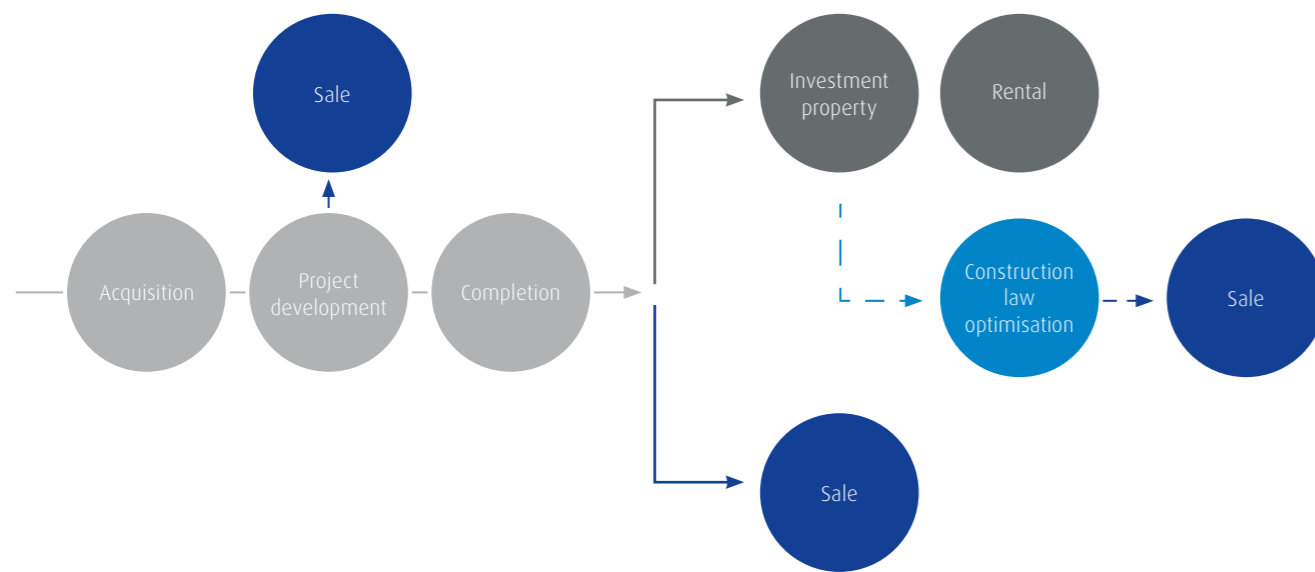 Sale
Investment
property
Rental
Acquisition
Project
development
Completion
Construction
law
optimisation
Sale
Sale